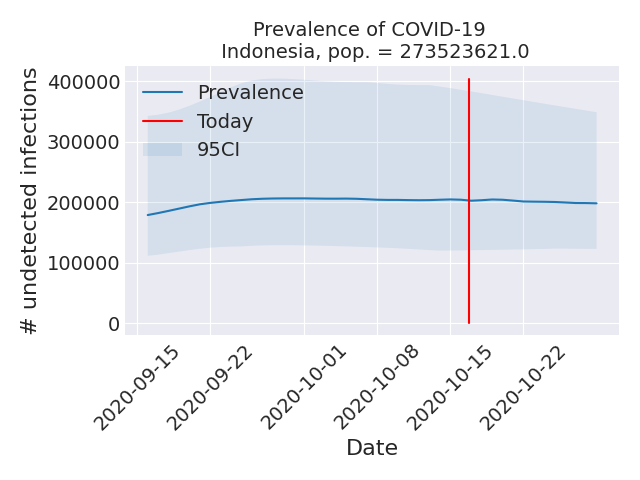 Prevalence of COVID-19
Indonesia, pop. = 273523621.0
400000
300000
200000
100000
0
# undetected infections
Prevalence
Today
95CI
2020-09-15
2020-09-22
2020-10-01
2020-10-08
2020-10-15
2020-10-22
Date